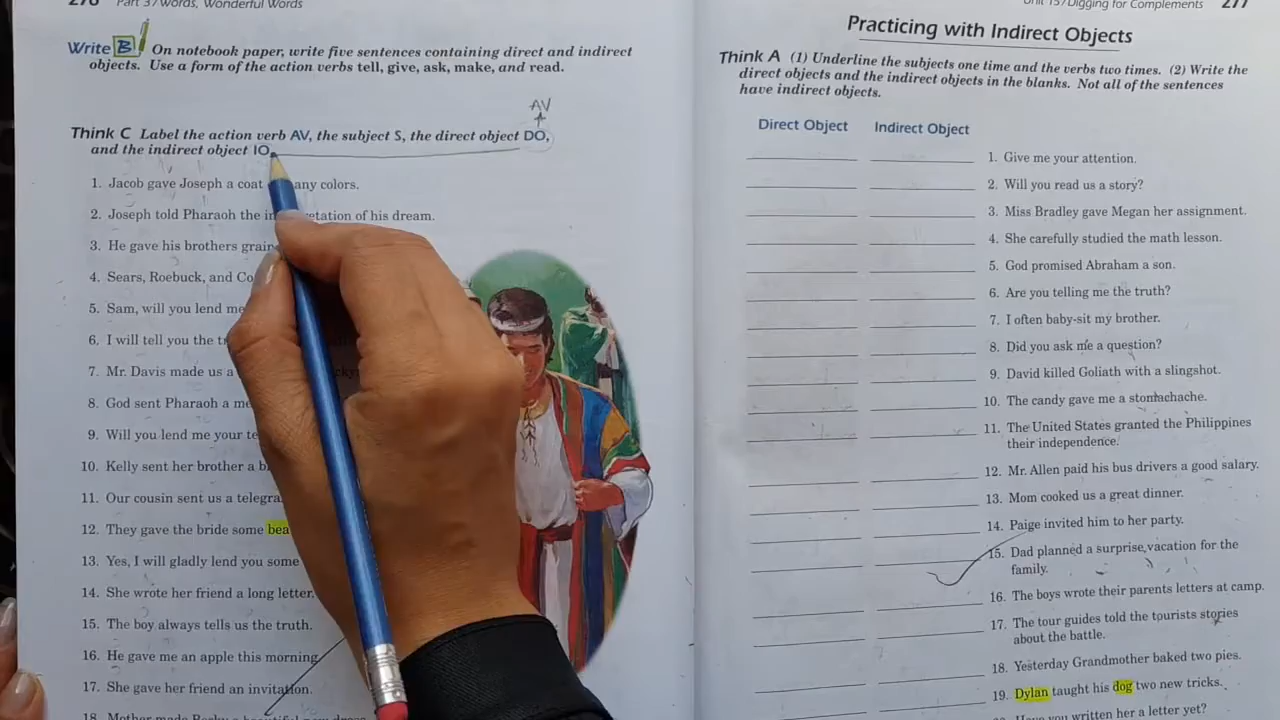 276 Part 3/Words, Wonderful Words
Write B On notebook paper, write five sentences containing direct and indirect
objects. Use a form of the action verbs tell, give, ask, make, and read.
AV
Think C Label the action verb AV, the subject S, the direct object DO,
and the indirect object IO.
1. Jacob gave Joseph a coat any colors.
2. Joseph told Pharaoh the in etation of his dream.
3. He gave his brothers grain
4. Sears, Roebuck, and Co
5. Sam, will you lend me
6. I will tell you the t
7. Mr. Davis made us a
8. God sent Pharaoh a me
9. Will you lend me your te
10. Kelly sent her brother a b
11. Our cousin sent us a telegra
12. They gave the bride some bea
13. Yes, I will gladly lend you some
14. She wrote her friend a long letter.
15. The boy always tells us the truth.
16. He gave me an apple this morning.
17. She gave her friend an invitation.
18. Mother made
Unit 15/Digging for Complements 277
Practicing with Indirect Objects
Think A (1) Underline the subjects one time and the verbs two times. (2) Write the
direct objects and the indirect objects in the blanks. Not all of the sentences
have indirect objects.
Direct Object Indirect Object
1. Give me your attention.
2. Will you read us a story?
3. Miss Bradley gave Megan her assignment.
4. She carefully studied the math lesson.
5. God promised Abraham a son.
6. Are you telling me the truth?
7. I often baby-sit my brother.
8. Did you ask me a question?
9. David killed Goliath with a slingshot.
10. The candy gave me a stomachache.
11. The United States granted the Philippines
their independence.
12. Mr. Allen paid his bus drivers a good salary.
13. Mom cooked us a great dinner.
14. Paige invited him to her party.
15. Dad planned a surprise vacation for the
family.
16. The boys wrote their parents letters at camp.
17. The tour guides told the tourists stories
about the battle.
18. Yesterday Grandmother baked two pies.
19. Dylan taught his dog two new tricks.
you written her a letter yet?